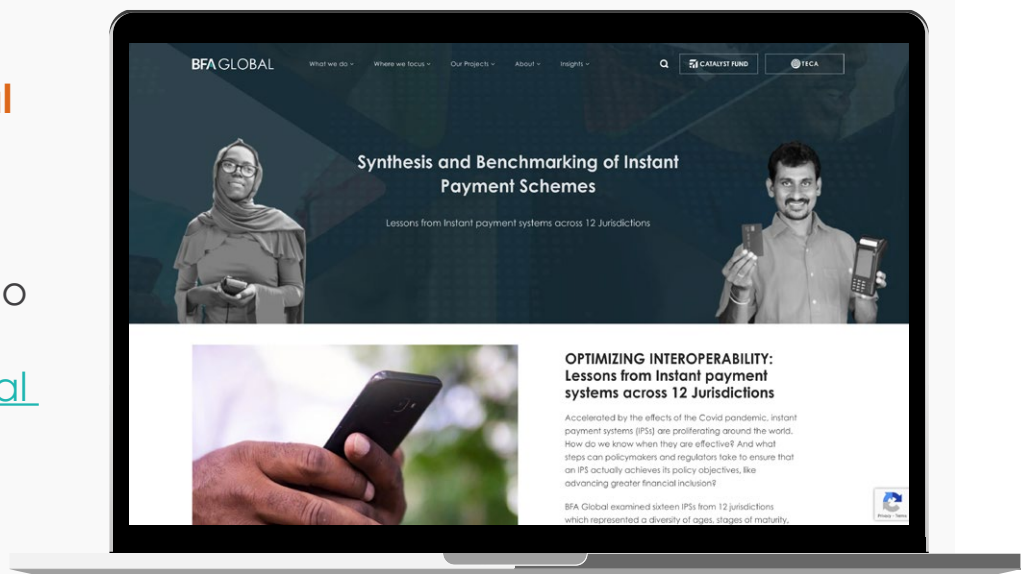 al
o
al
BFA GLOBAL
What we do
Where we focus
Our Projects
About
Insights
CATALYST FUND
TECA
Synthesis and Benchmarking of Instant
Payment Schemes
Lessons from Instant payment systems across 12 Jurisdictions
OPTIMIZING INTEROPERABILITY:
Lessons from Instant payment
systems across 12 Jurisdictions
Accelerated by the effects of the Covid pandemic, instant
payment systems (IPSs) are proliferating around the world.
How do we know when they are effective? And what
steps can policymakers and regulators take to ensure that
an IPS actually achieves its policy objectives, like
advancing greater financial inclusion?
BFA Global examined sixteen IPSs from 12 jurisdictions
which represented a diversity of ages, stages of maturity,
Privacy - Terms